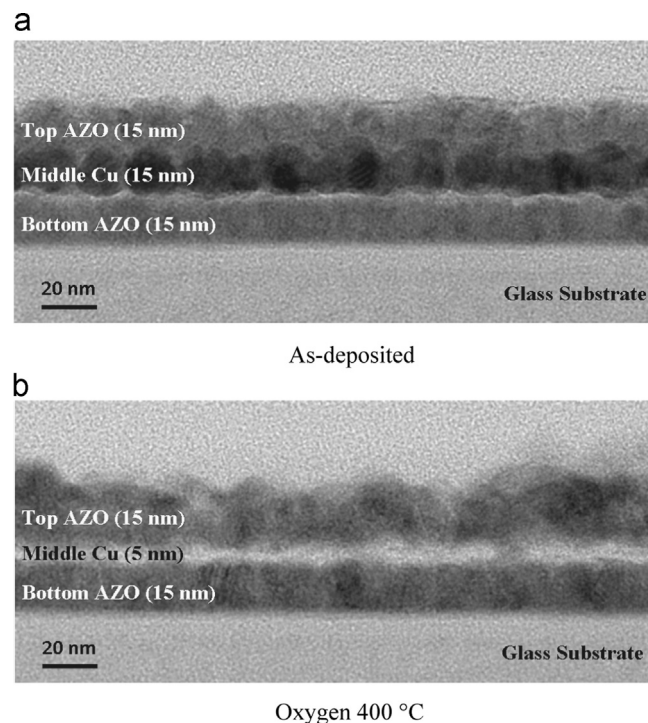 a
Top AZO (15 nm)
Middle Cu (15 nm)
Bottom AZO (15 nm)
20 nm
Glass Substrate
As-deposited
b
Top AZO (15 nm)
Middle Cu (5 nm)
Bottom AZO (15 nm)
20 nm
Glass Substrate
Oxygen 400 °C